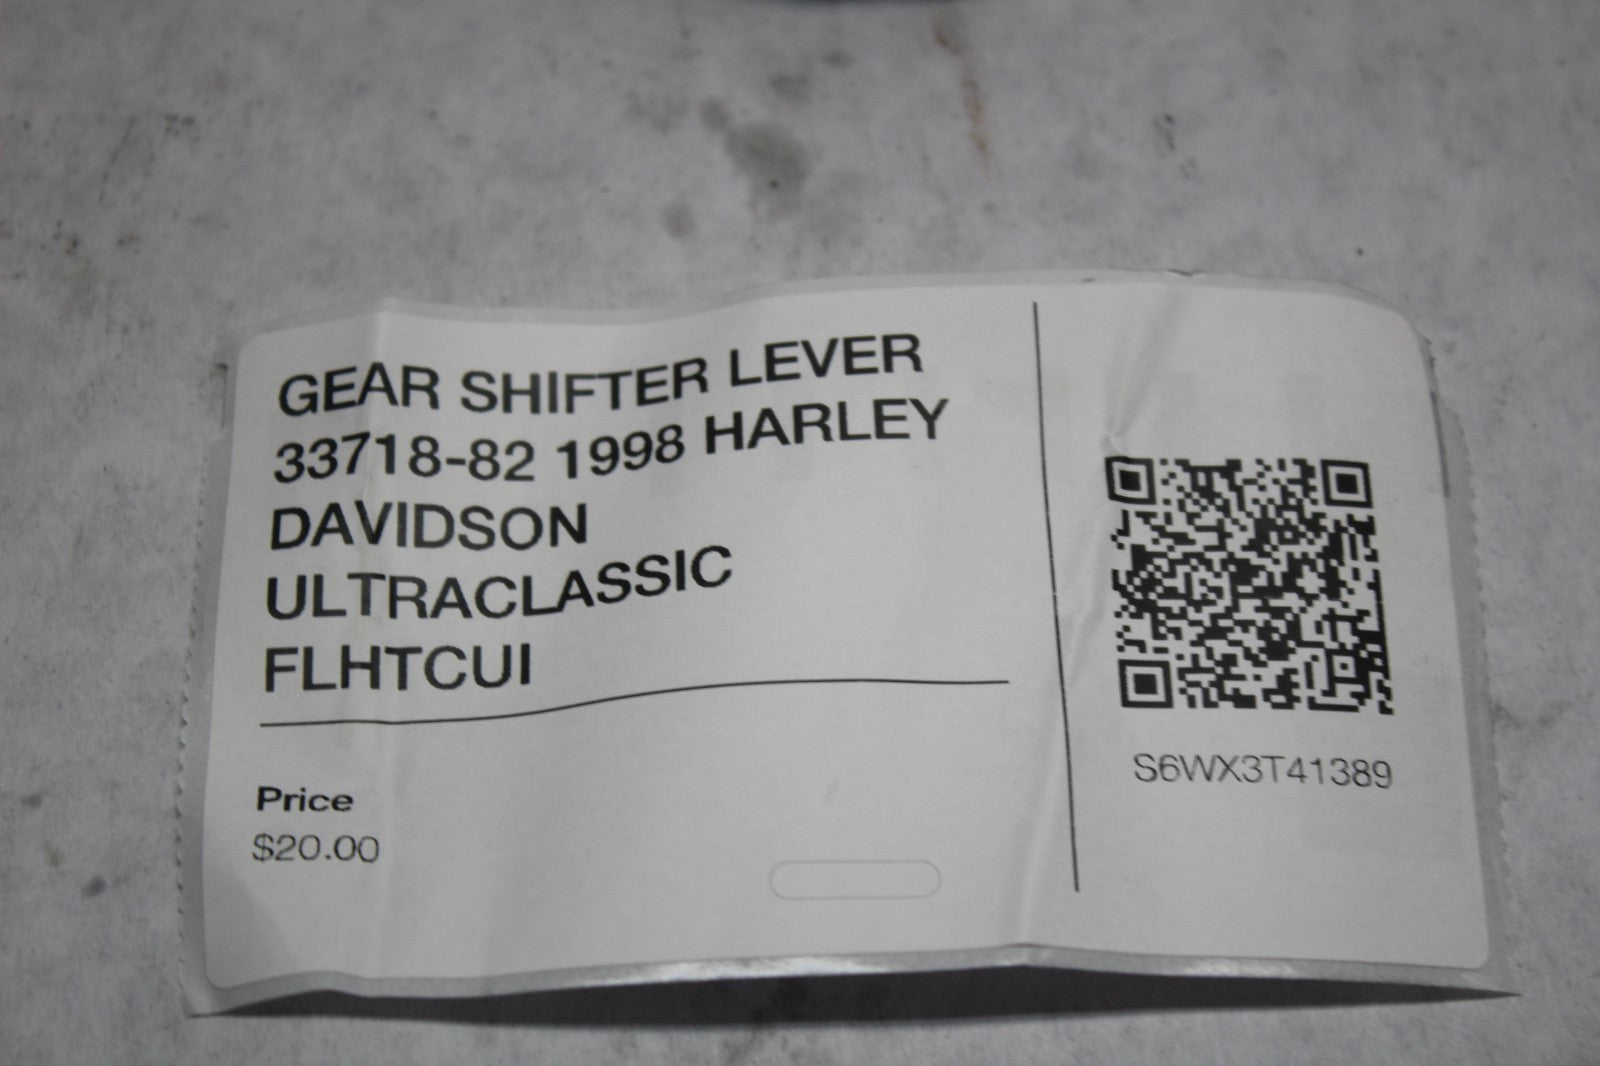 GEAR SHIFTER LEVER
33718-82 1998 HARLEY
DAVIDSON
ULTRACLASSIC
FLHTCUI
Price
$20.00
S6WX3T41389